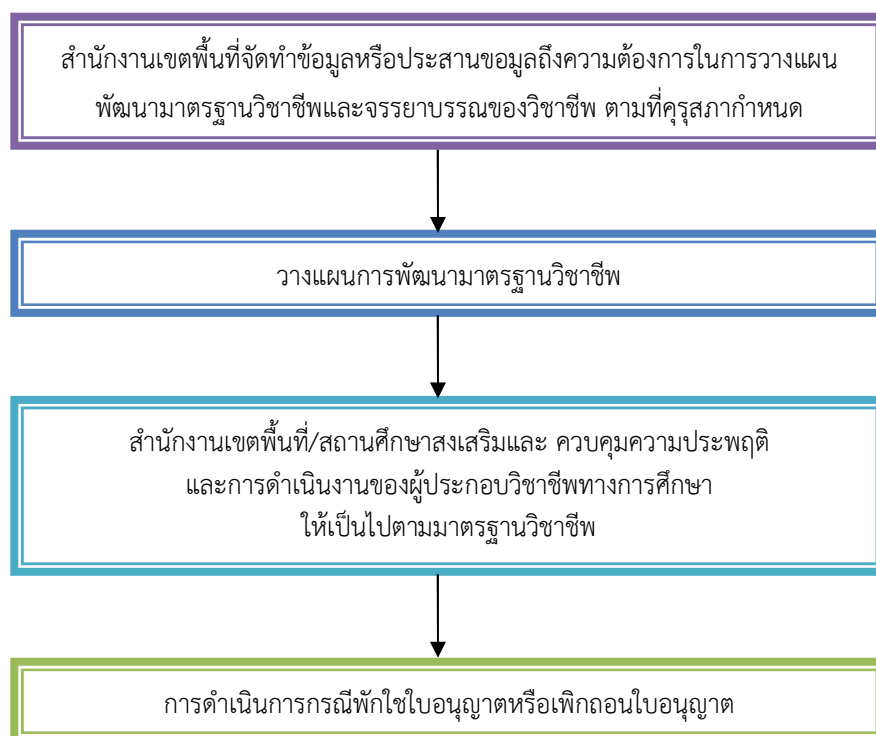 สำนักงานเขตพื้นที่จัดทำข้อมูลหรือประสานขอมูลถึงความต้องการในการวางแผน
พัฒนามาตรฐานวิชาชีพและจรรยาบรรณของวิชาชีพ ตามที่คุรุสภากำหนด
วางแผนการพัฒนามาตรฐานวิชาชีพ
สำนักงานเขตพื้นที่/สถานศึกษาสงเสริมและ ควบคุมความประพฤติ
และการดำเนินงานของผู้ประกอบวิชาชีพทางการศึกษา
ให้เป็นไปตามมาตรฐานวิชาชีพ
การดำเนินการกรณีพักใชใบอนุญาตหรือเพิกถอนใบอนุญาต